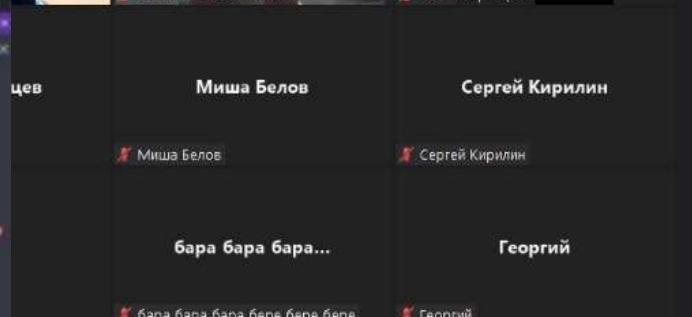 цев
Миша Белов
Сергей Кирилин
Миша Белов
Сергей Кирилин
бара бара бара...
Георгий
бара бара бара бере бере бере
Георгий